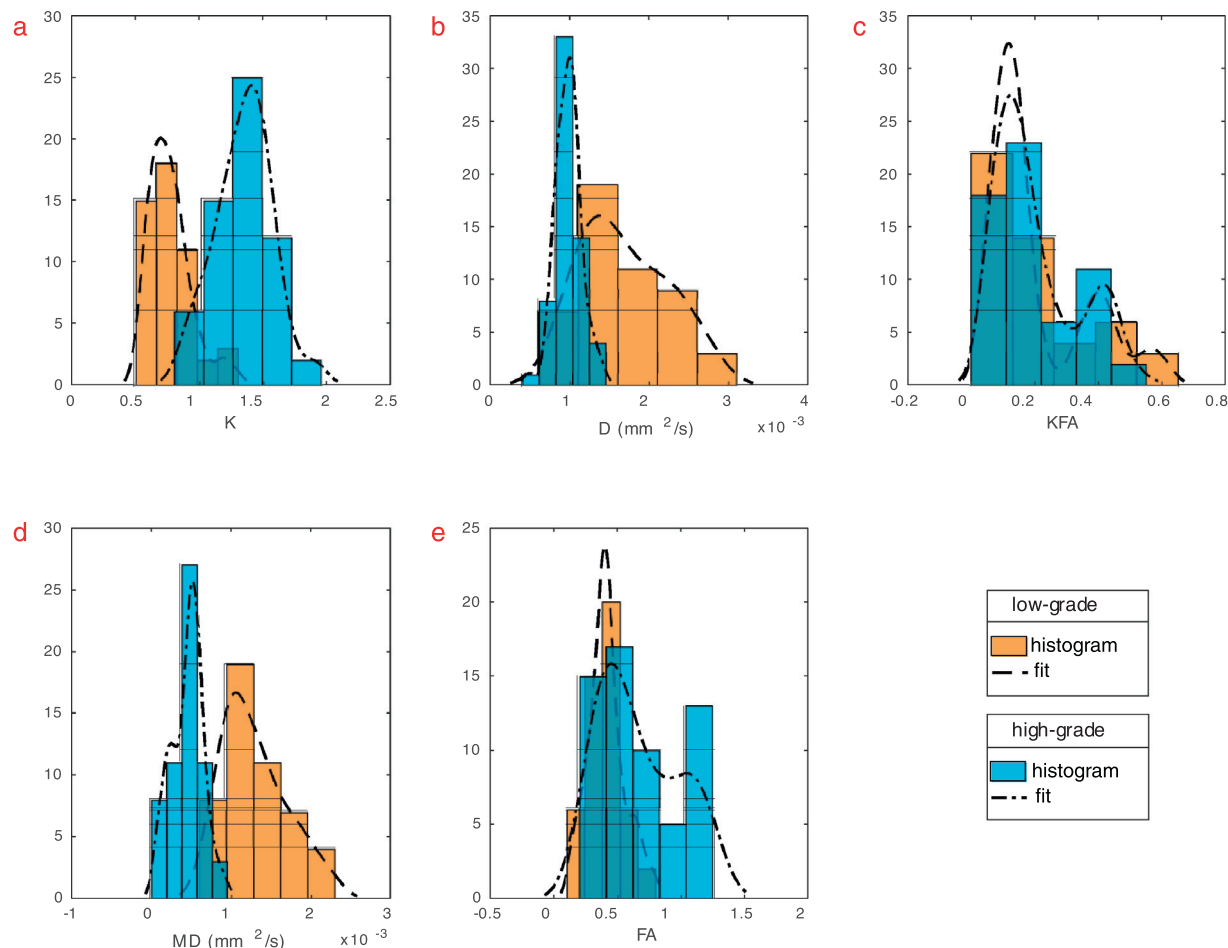 a
30
25
20
15
10
5
0
0 0.5 1 1.5 2 2.5
K
b
35
30
25
20
15
10
5
0
0 1 2 3 4
D (mm 2/s) x10 -3
c
35
30
25
20
15
10
5
0
-0.2 0 0.2 0.4 0.6 0.8
KFA
d
30
25
20
15
10
5
0
-1 0 1 2 3
MD (mm 2/s) x10 -3
e
25
20
15
10
5
0
-0.5 0 0.5 1 1.5 2
FA
low-grade
histogram
fit
high-grade
histogram
fit